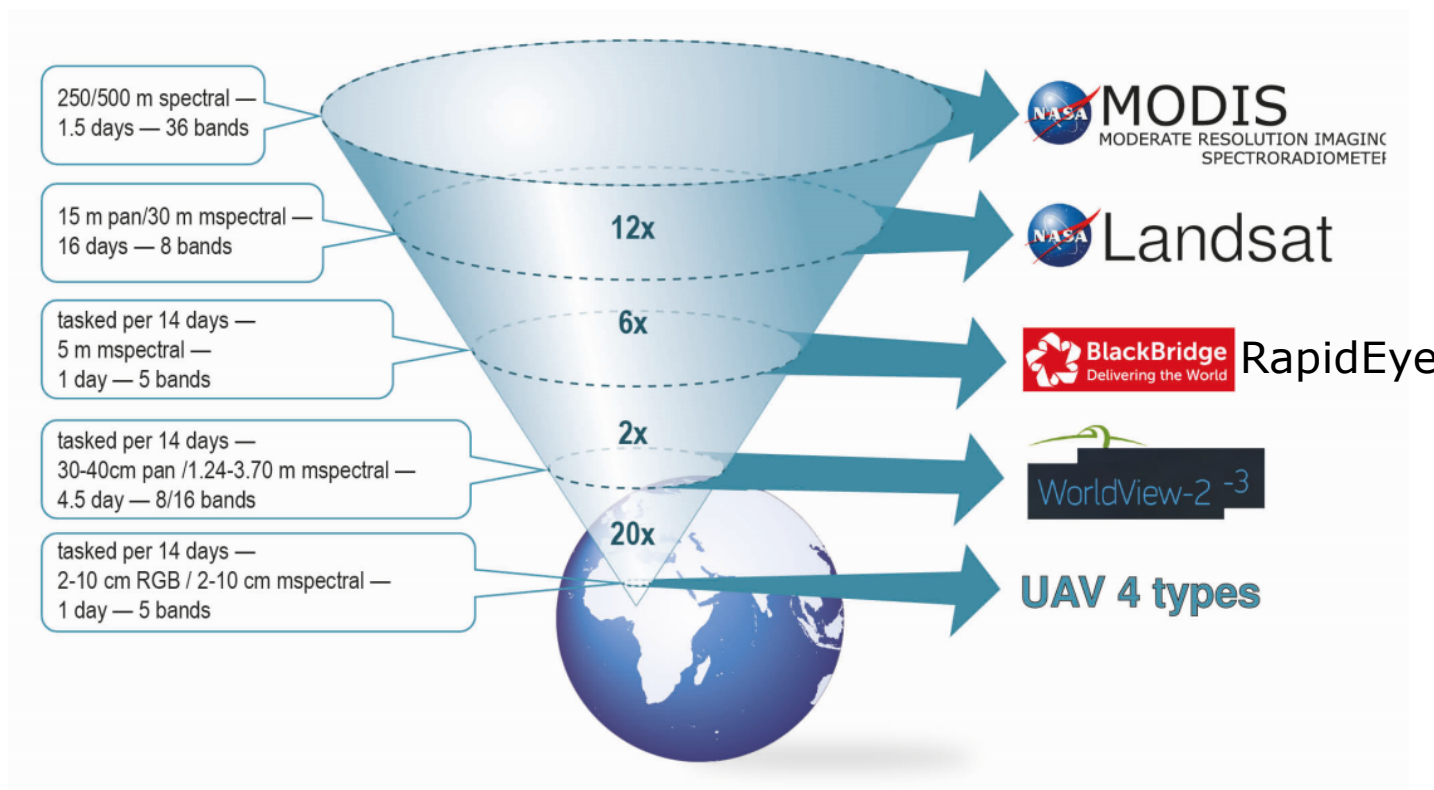 250/500 m spectral —
1.5 days — 36 bands
NASA
MODIS
MODERATE RESOLUTION IMAGING
SPECTRORADIOMETER
15 m pan/30 m mspectral —
16 days — 8 bands
12x
NASA
Landsat
tasked per 14 days —
5 m mspectral —
1 day — 5 bands
6x
BlackBridge
Delivering the World
RapidEye
tasked per 14 days —
30-40cm pan /1.24-3.70 m mspectral —
4.5 day — 8/16 bands
2x
WorldView-2 -3
tasked per 14 days —
2-10 cm RGB / 2-10 cm mspectral —
1 day — 5 bands
20x
UAV 4 types